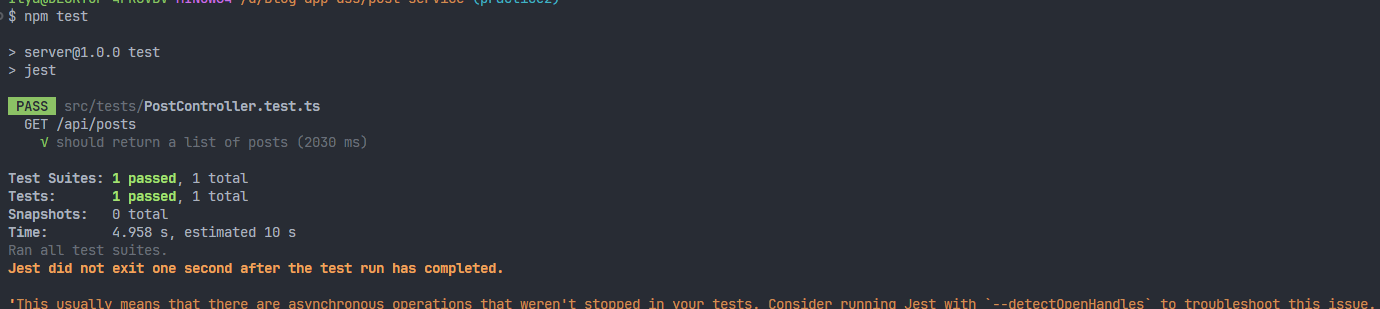 $ npm test
> server@1.0.0 test
> jest
PASS src/tests/PostController.test.ts
GET /api/posts
√ should return a list of posts (2030 ms)
Test Suites: 1 passed, 1 total
Tests: 1 passed, 1 total
Snapshots: 0 total
Time: 4.958 s, estimated 10 s
Ran all test suites.
Jest did not exit one second after the test run has completed.
'This usually means that there are asynchronous operations that weren't stopped in your tests. Consider running Jest with `--detectOpenHandles` to troubleshoot this issue.